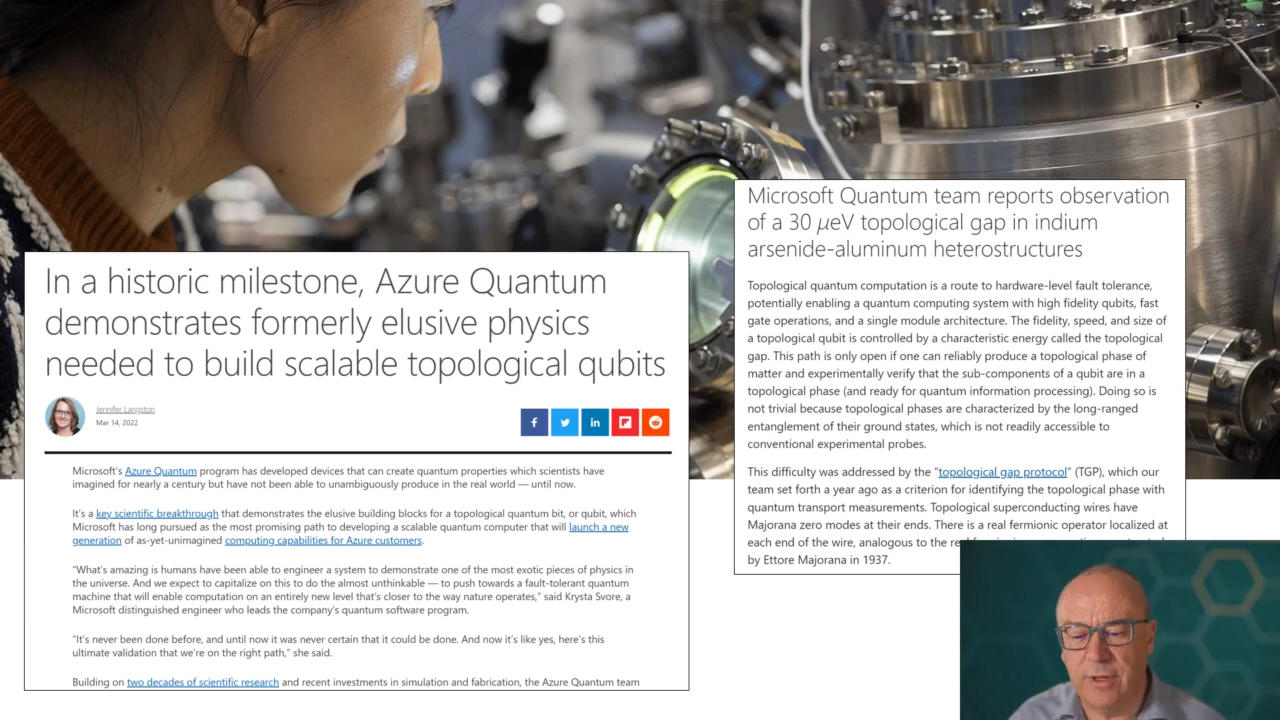 In a historic milestone, Azure Quantum
demonstrates formerly elusive physics
needed to build scalable topological qubits
Jennifer Langston
Mar 14, 2022
Microsoft's Azure Quantum program has developed devices that can create quantum properties which scientists have
imagined for nearly a century but have not been able to unambiguously produce in the real world — until now.
It's a key scientific breakthrough that demonstrates the elusive building blocks for a topological quantum bit, or qubit, which
Microsoft has long pursued as the most promising path to developing a scalable quantum computer that will launch a new
generation of as-yet-unimagined computing capabilities for Azure customers.
"What's amazing is humans have been able to engineer a system to demonstrate one of the most exotic pieces of physics in
the universe. And we expect to capitalize on this to do the almost unthinkable — to push towards a fault-tolerant quantum
machine that will enable computation on an entirely new level that's closer to the way nature operates," said Krysta Svore, a
Microsoft distinguished engineer who leads the company's quantum software program.
"It's never been done before, and until now it was never certain that it could be done. And now it's like yes, here's this
ultimate validation that we're on the right path," she said.
Building on two decades of scientific research and recent investments in simulation and fabrication, the Azure Quantum team
Microsoft Quantum team reports observation
of a 30 μeV topological gap in indium
arsenide-aluminum heterostructures
Topological quantum computation is a route to hardware-level fault tolerance,
potentially enabling a quantum computing system with high fidelity qubits, fast
gate operations, and a single module architecture. The fidelity, speed, and size of
a topological qubit is controlled by a characteristic energy called the topological
gap. This path is only open if one can reliably produce a topological phase of
matter and experimentally verify that the sub-components of a qubit are in a
topological phase (and ready for quantum information processing). Doing so is
not trivial because topological phases are characterized by the long-ranged
entanglement of their ground states, which is not readily accessible to
conventional experimental probes.
This difficulty was addressed by the "topological gap protocol" (TGP), which our
team set forth a year ago as a criterion for identifying the topological phase with
quantum transport measurements. Topological superconducting wires have
Majorana zero modes at their ends. There is a real fermionic operator localized at
each end of the wire, analogous to the
by Ettore Majorana in 1937.